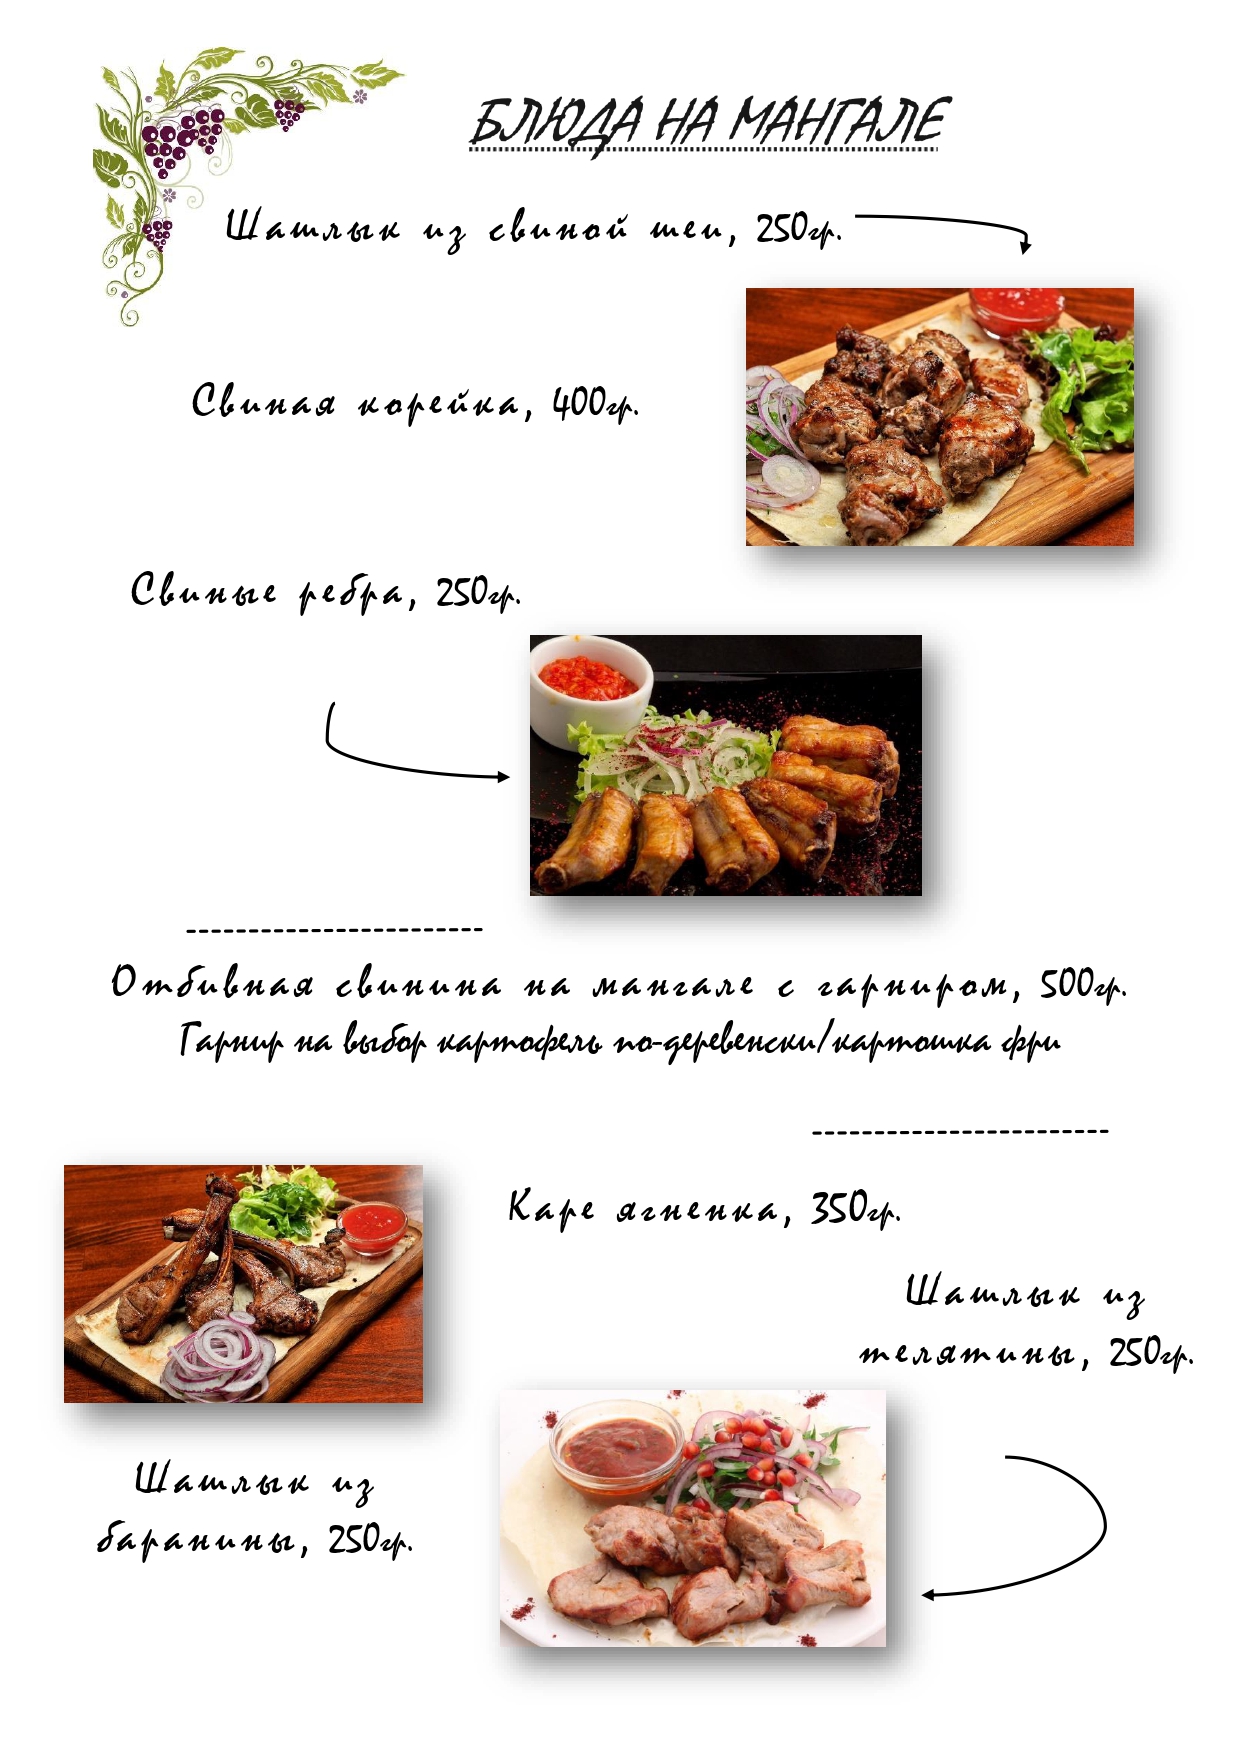 БЛЮДА НА МАНГАЛЕ
Шашлык из свиной шеи, 250гр.
Свиная корейка, 400гр.
Свиные ребра, 250гр.
------------------------
Отбивная свинина на мангале с гарниром, 500гр.
Гарнир на выбор картофель по-деревенски/картошка фри
------------------------
Каре ягненка, 350гр.
Шашлык из
телятины, 250гр.
Шашлык из
баранины, 250гр.